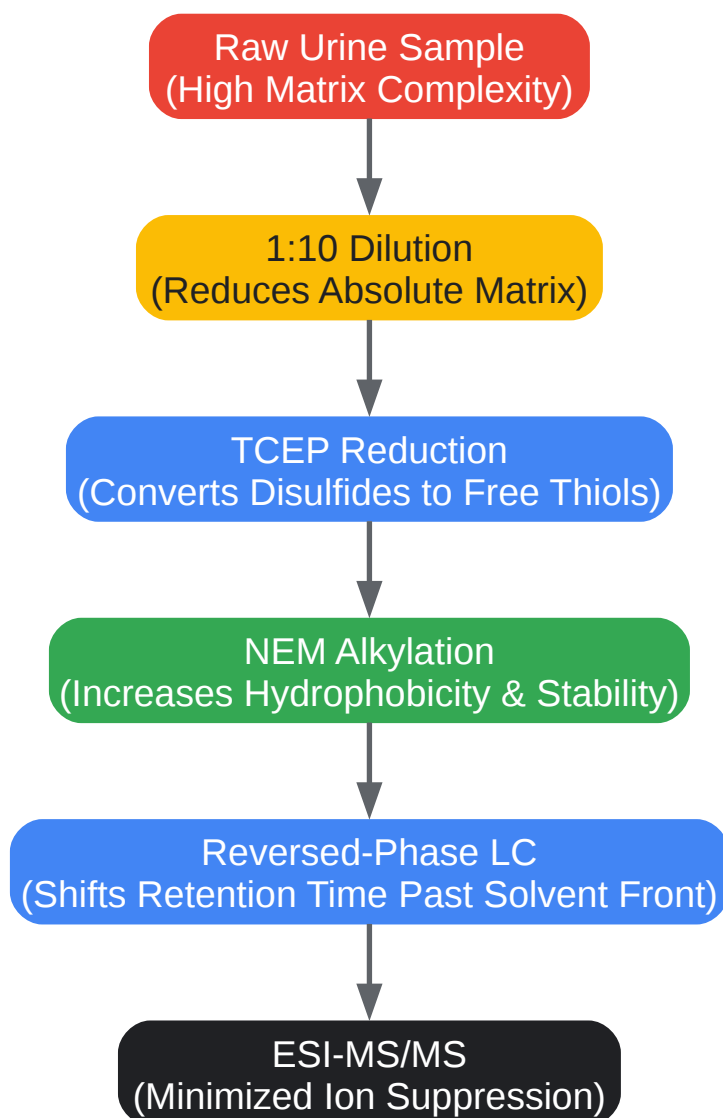 Raw Urine Sample
(High Matrix Complexity)
1:10 Dilution
(Reduces Absolute Matrix)
TCEP Reduction
(Converts Disulfides to Free Thiols)
NEM Alkylation
(Increases Hydrophobicity & Stability)
Reversed-Phase LC
(Shifts Retention Time Past Solvent Front)
ESI-MS/MS
(Minimized Ion Suppression)